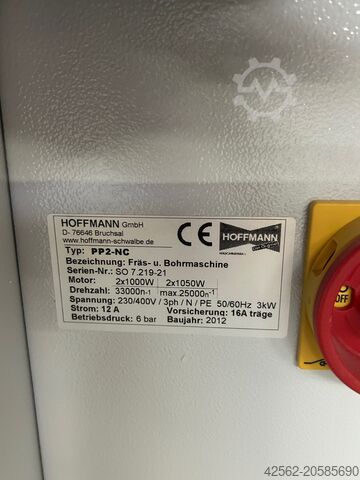 HOFFMANN GmbH
D- 76646 Bruchsal
www.hoffmann-schwalbe.de
CE
HOFFMANN
Typ: PP2-NC
Bezeichnung: Fräs- u. Bohrmaschine
Serien-Nr.: SO 7.219-21
Motor: 2x1000W 2x1050W
Drehzahl: 33000n-1 max.25000n-1
Spannung: 230/400V / 3ph / N / PE 50/60Hz 3kW
Strom: 12 A Vorsicherung: 16A träge
Betriebsdruck: 6 bar Baujahr: 2012
OFF
42562-20585690